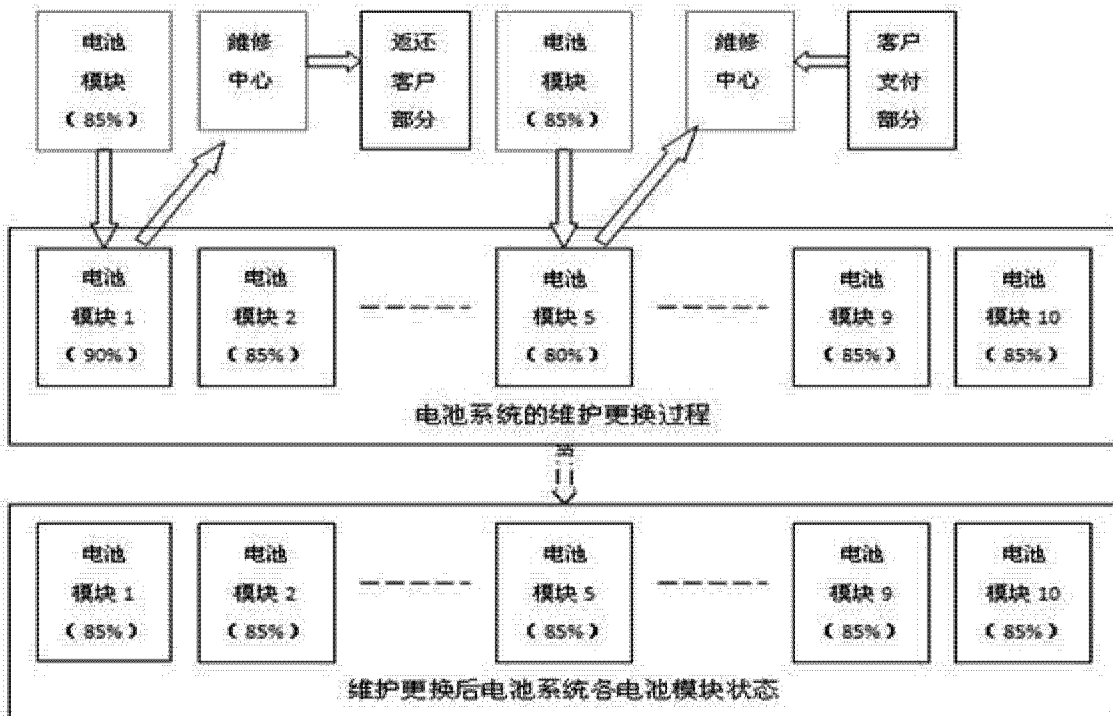 电池
模块
（85%）
維修
中心
返还
客户
部分
电池
模块
（85%）
維修
中心
客户
支付
部分
电池
模块 1
（90%）
电池
模块 2
（85%）
电池
模块 5
（80%）
电池
模块 9
（85%）
电池
模块 10
（85%）
电池系统的维护更换过程
电池
模块 1
（85%）
电池
模块 2
（85%）
电池
模块 5
（85%）
电池
模块 9
（85%）
电池
模块 10
（85%）
维护更换后电池系统各电池模块状态